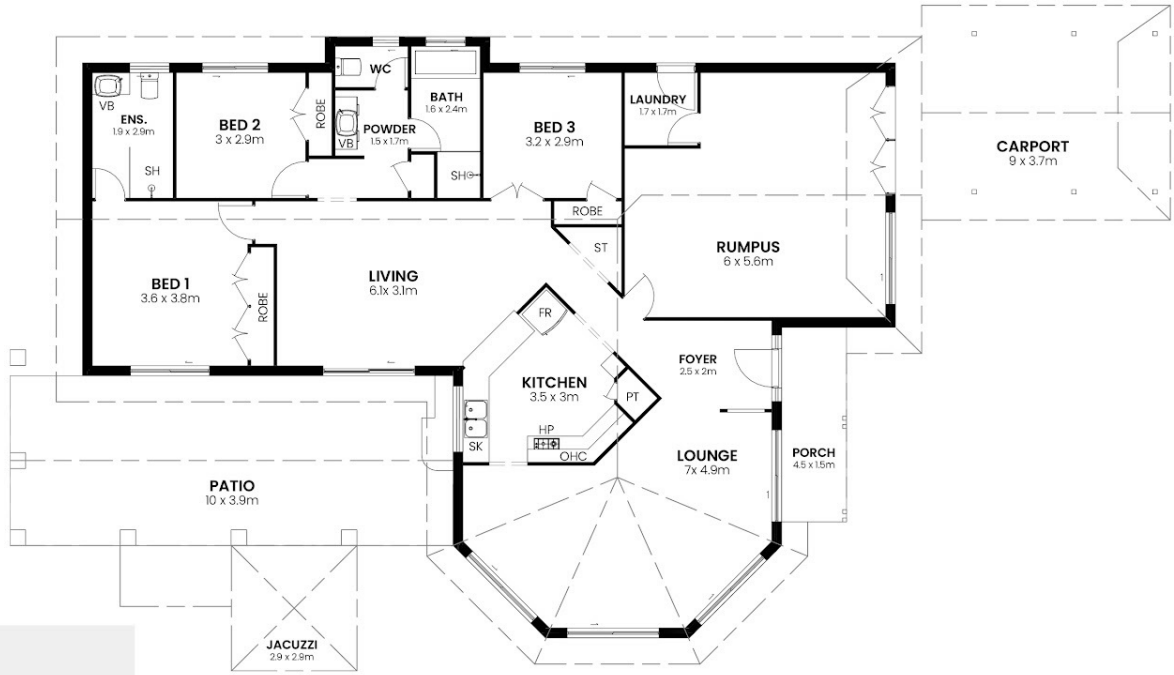 VB
ENS.
1.9 x 2.9m
SH
BED 2
3 x 2.9m
ROBE
WC
POWDER
1.5 x 1.7m
VB
BATH
1.6 x 2.4m
SH
BED 3
3.2 x 2.9m
ROBE
LAUNDRY
1.7 x 1.7m
CARPORT
9 x 3.7m
ST
RUMPUS
6 x 5.6m
BED 1
3.6 x 3.8m
ROBE
LIVING
6.1x 3.1m
FR
KITCHEN
3.5 x 3m
PT
HP
SK
OHC
FOYER
2.5 x 2m
LOUNGE
7x 4.9m
PORCH
4.5 x 1.5m
PATIO
10 x 3.9m
JACUZZI
2.9 x 2.9m